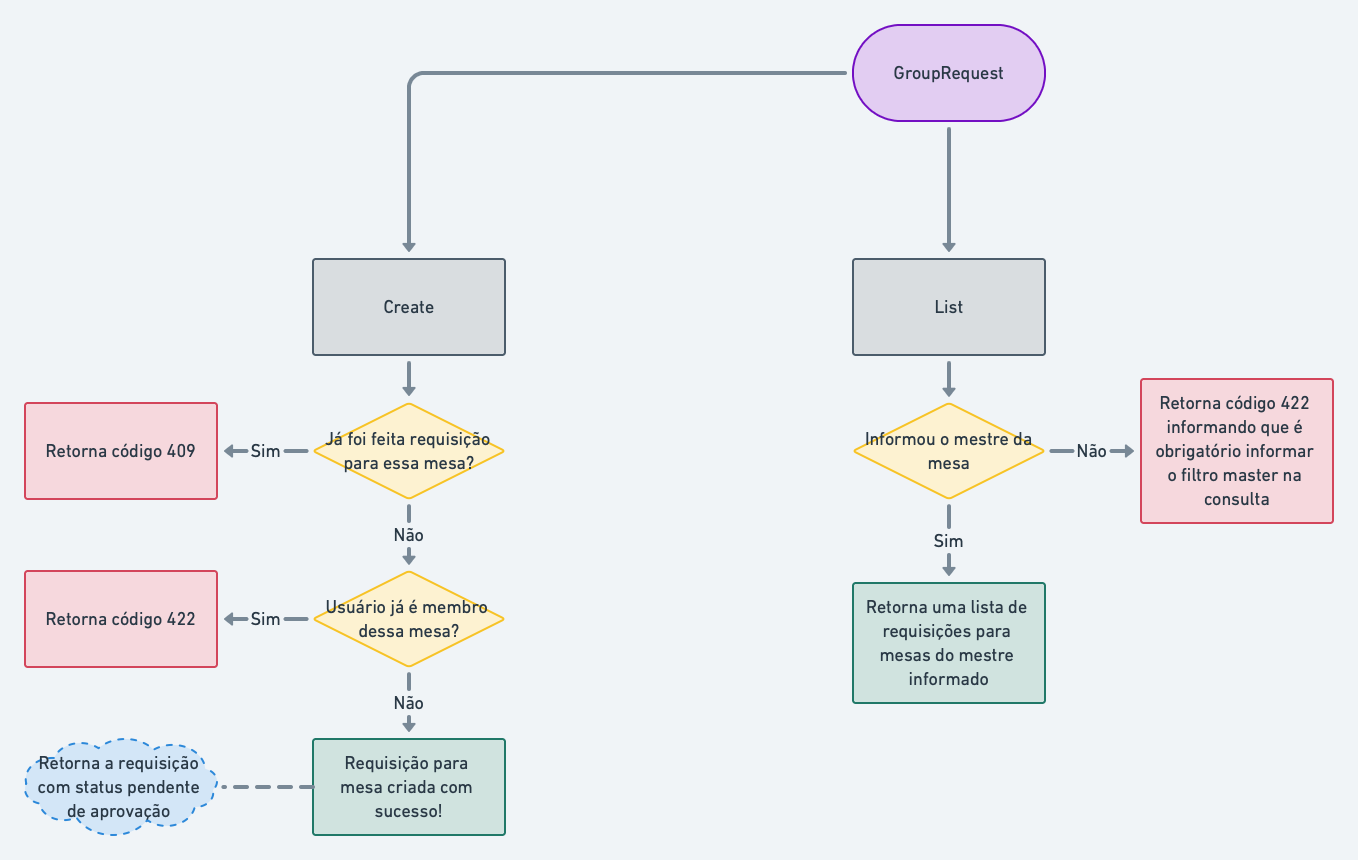 GroupRequest
Create
Já foi feita requisição
para essa mesa?
Sim
Retorna código 409
Não
Usuário já é membro
dessa mesa?
Sim
Retorna código 422
Não
Requisição para
mesa criada com
sucesso!
Retorna a requisição
com status pendente
de aprovação
List
Informou o mestre da
mesa
Não
Retorna código 422
informando que é
obrigatório informar
o filtro master na
consulta
Sim
Retorna uma lista de
requisições para
mesas do mestre
informado